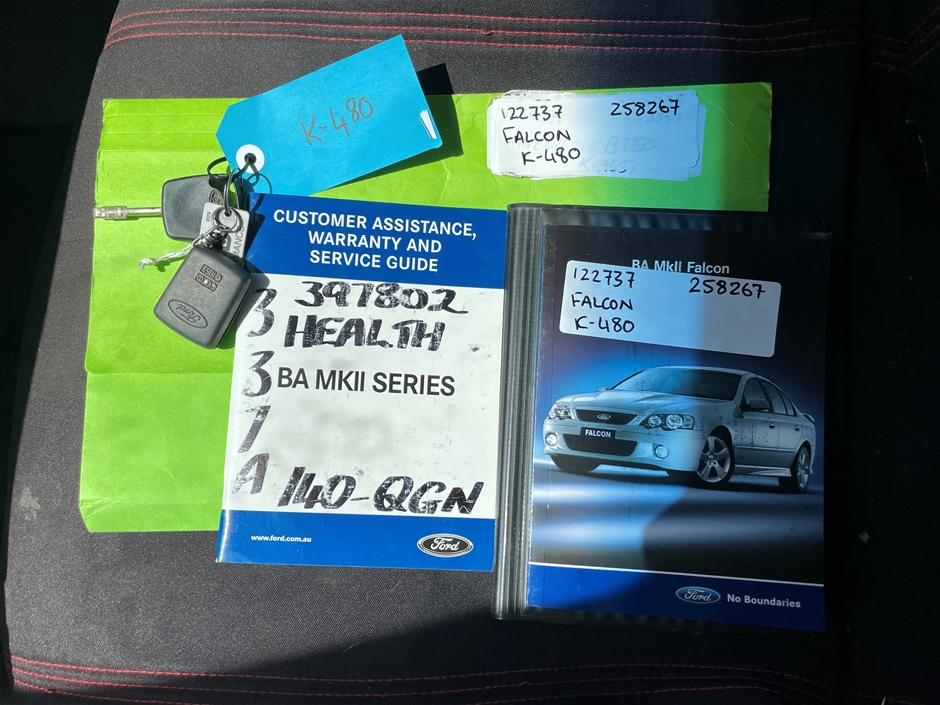 K-480
122737 258267
FALCON
K-480
CUSTOMER ASSISTANCE,
WARRANTY AND
SERVICE GUIDE
397802
HEALTH
BA MKII SERIES
3
3
7
A
140-QGN
www.ford.com.au
Ford
Ford
BA MkII Falcon
122737 258267
FALCON
K-480
FALCON
Ford No Boundaries